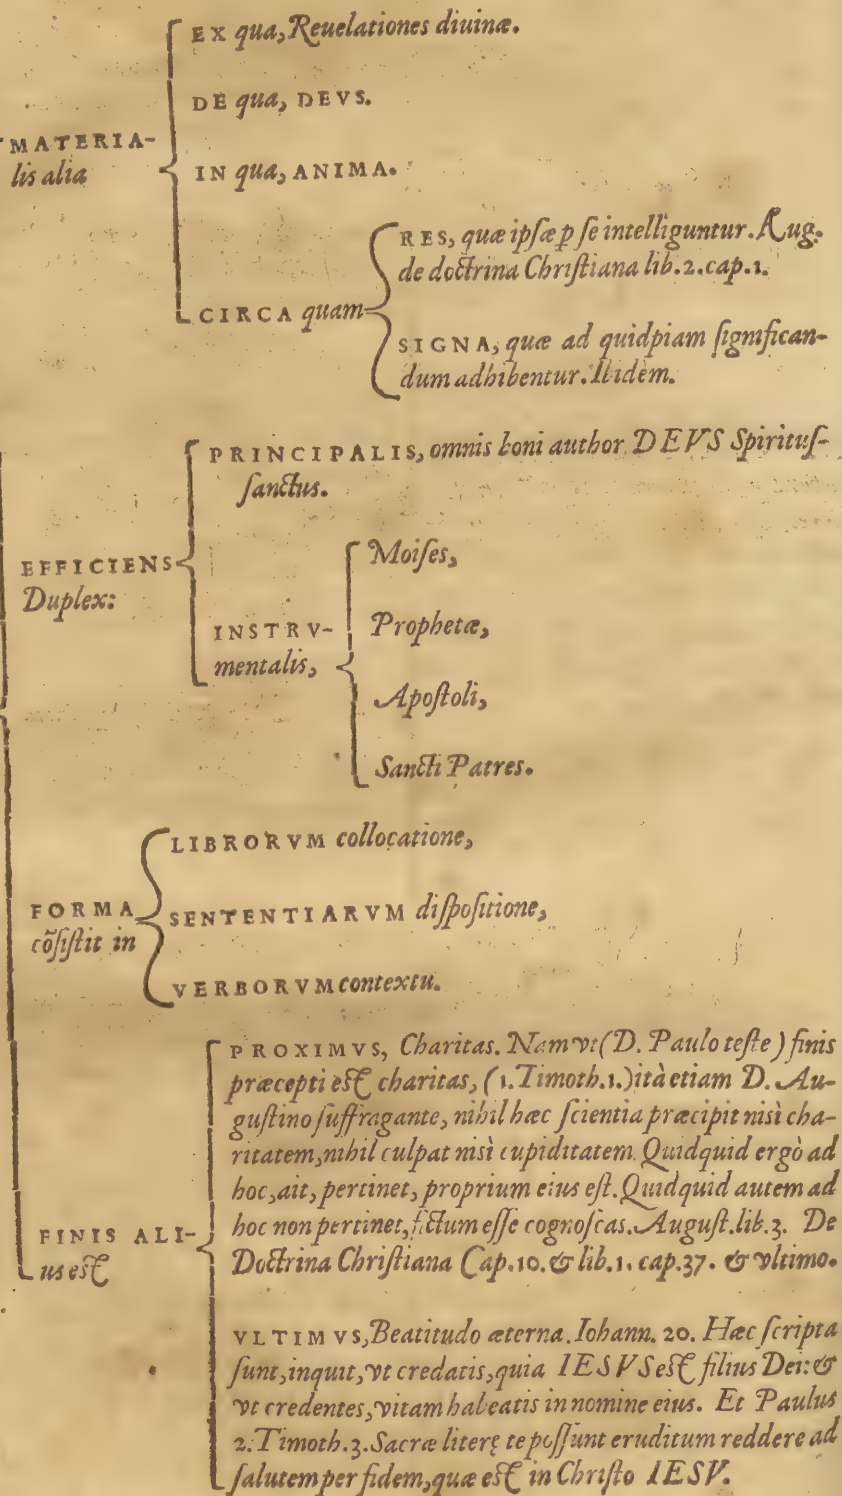 EX qua, Reuelationes diuinæ.
DE qua, DEVS.
MATERIA-
lis alia
IN qua, ANIMA.
RES, quæ ipsæ p se intelliguntur. Aug.
de doctrina Christiana lib. 2. cap. 1.
CIRCA quam
SIGNA, quæ ad quidpiam significan-
dum adhibentur. Ibidem.
PRINCIPALIS, omnis boni author DEVS Spiritus-
sanctus.
EFFICIENS
Duplex:
Moises,
INSTRV-
mentalis,
Prophetæ,
Apostoli,
Sancti Patres.
LIBRORVM collocatione,
FORMA
cõsistit in
SENTENTIARVM dispositione,
VERBORVM contextu.
PROXIMVS, Charitas. Nam vt (D. Paulo teste) finis
præcepti est charitas, (1. Timoth. 1.) ità etiam D. Au-
gustino suffragante, nihil hæc scientia præcipit nisì cha-
ritatem, nihil culpat nisì cupiditatem. Quidquid ergò ad
hoc, ait, pertinet, proprium eius est. Quidquid autem ad
hoc non pertinet, fictum esse cognoscas. August. lib. 3. De
Doctrina Christiana Cap. 10. & lib. 1. cap. 37. & vltimo.
FINIS ALI-
us est
VLTIMVS, Beatitudo æterna. Iohann. 20. Hæc scripta
sunt, inquit, vt credatis, quia IESVS est filius Dei: &
vt credentes, vitam habeatis in nomine eius. Et Paulus
2. Timoth. 3. Sacræ literę te possunt eruditum reddere ad
salutem per fidem, quæ est in Christo IESV.